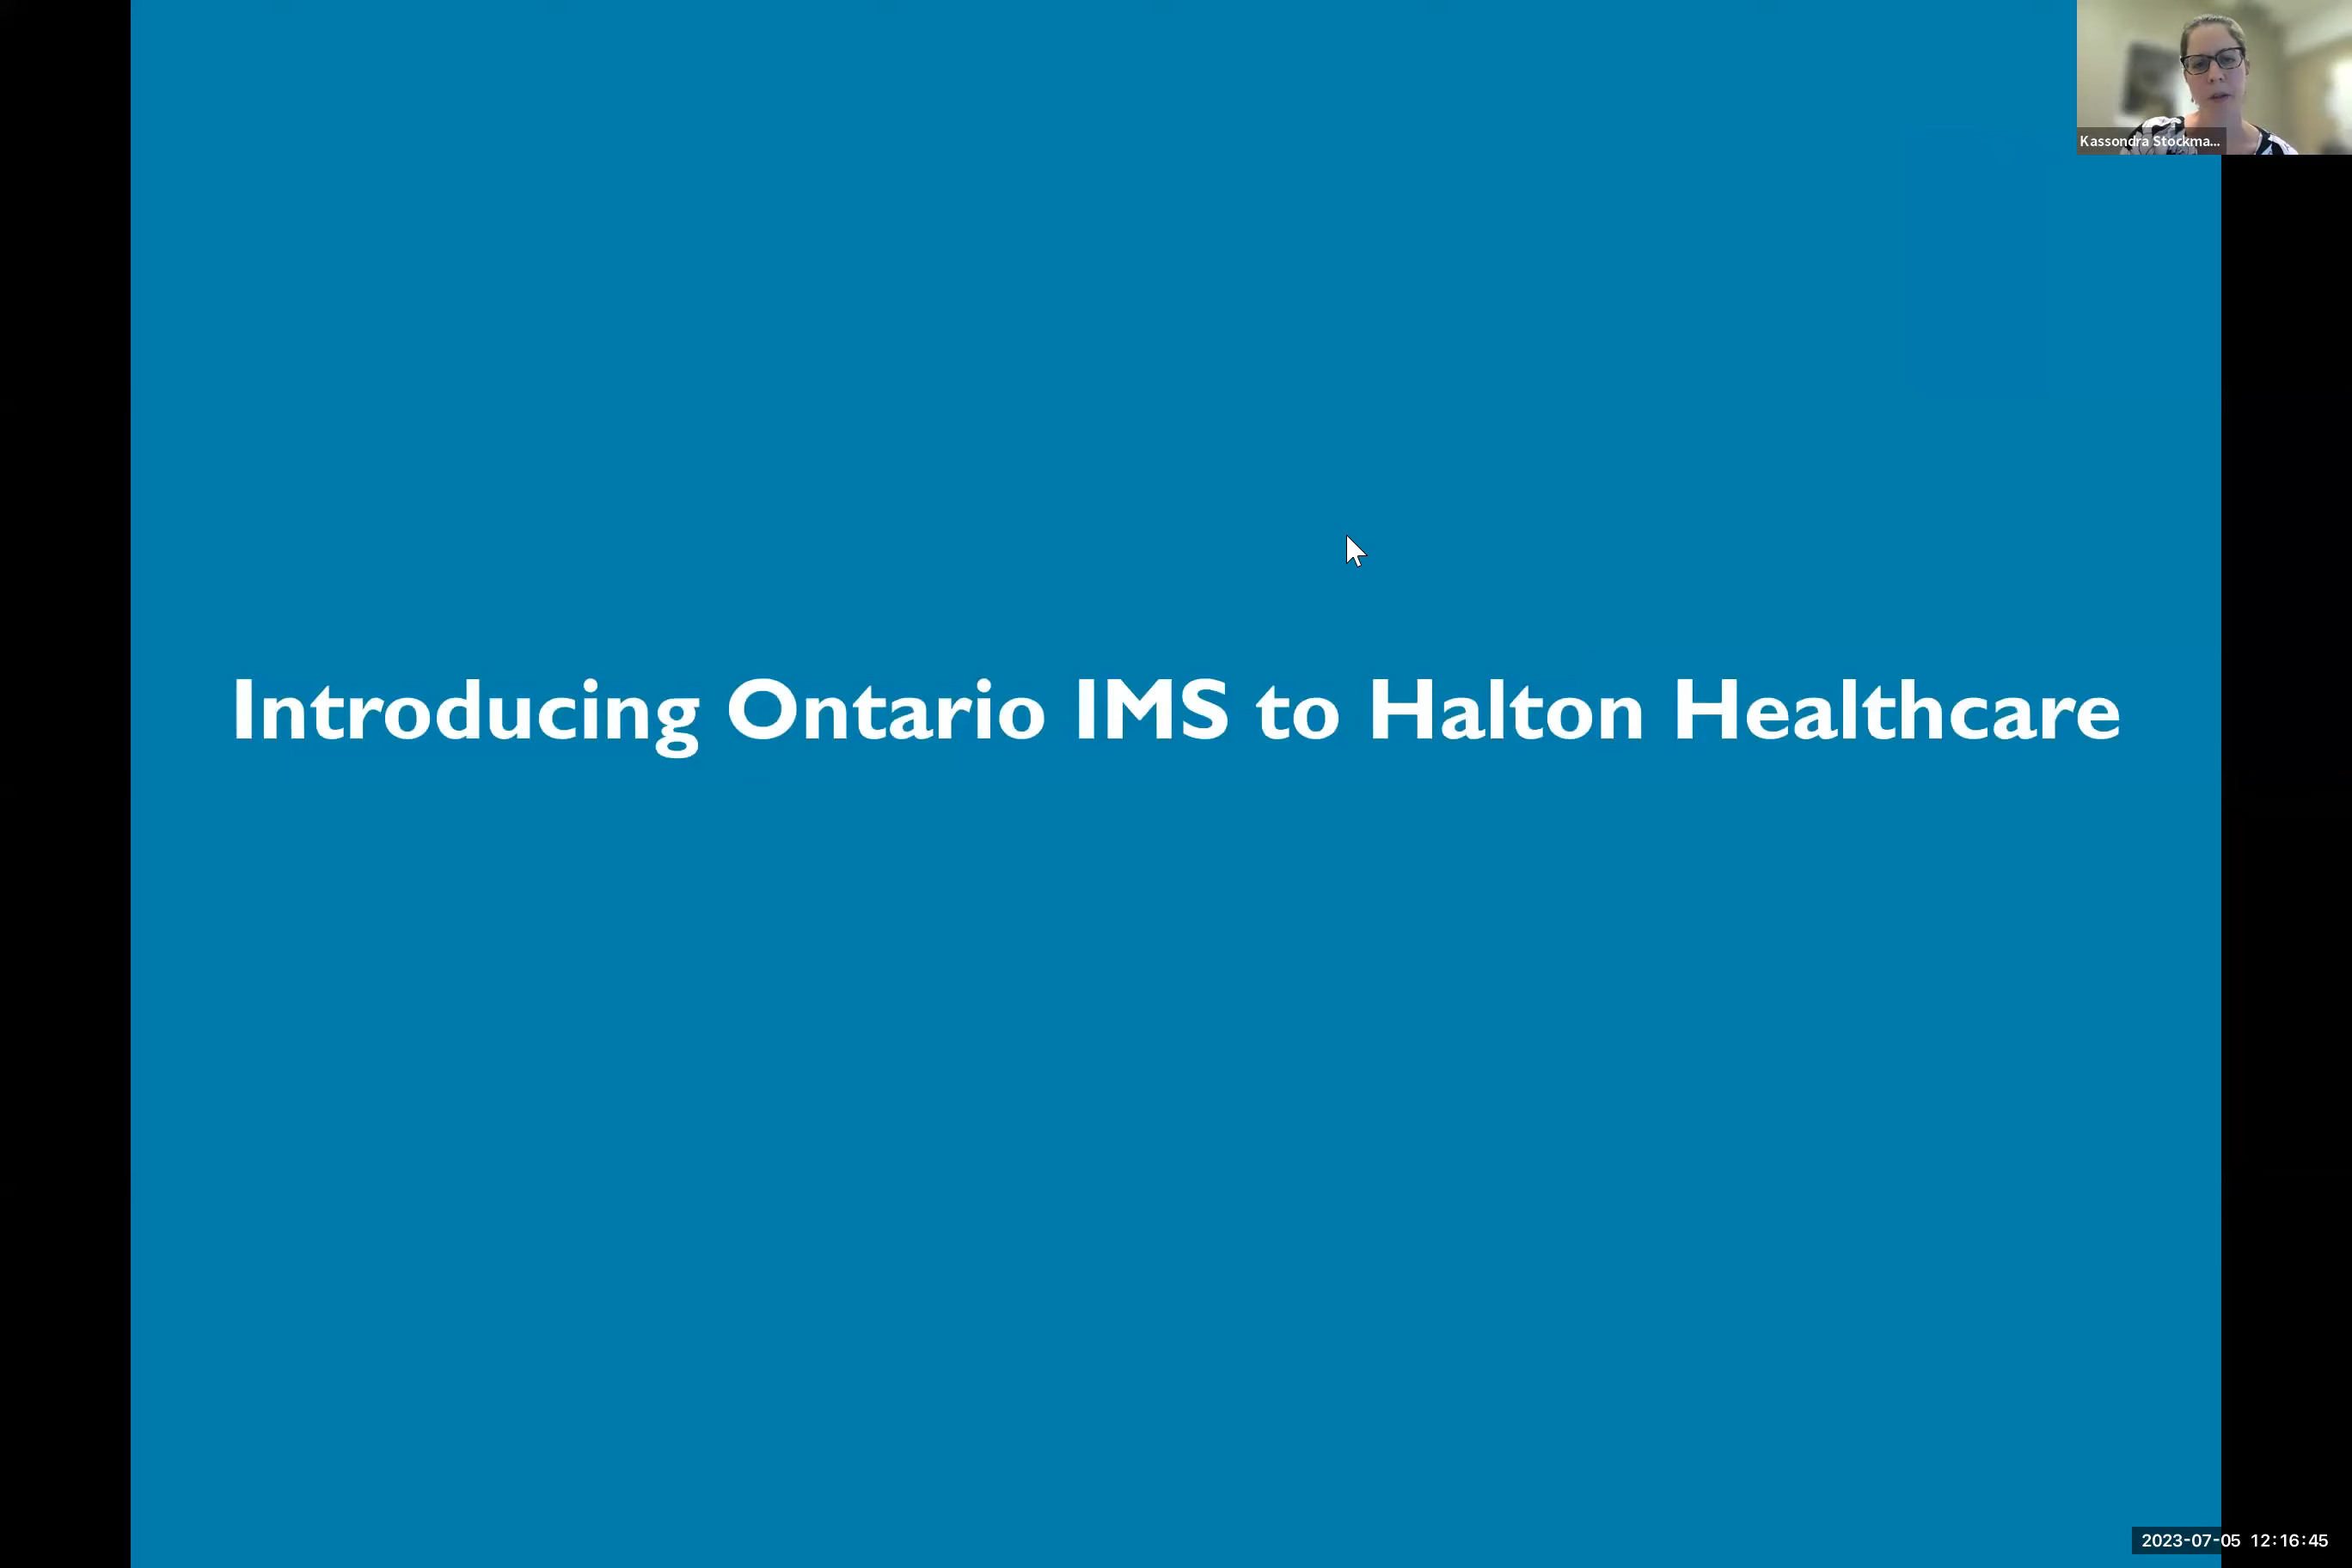 Kassondra Stockma...
Introducing Ontario IMS to Halton Healthcare
2023-07-05 12:16:45